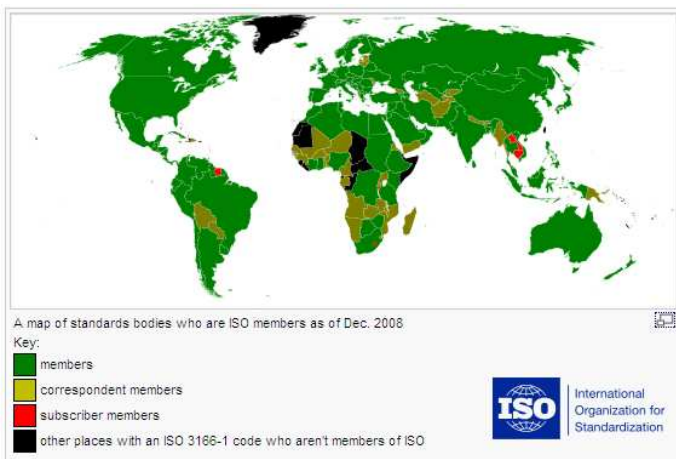 A map of standards bodies who are ISO members as of Dec. 2008
Key:
members
correspondent members
subscriber members
other places with an ISO 3166-1 code who aren't members of ISO
ISO
International
Organization for
Standardization